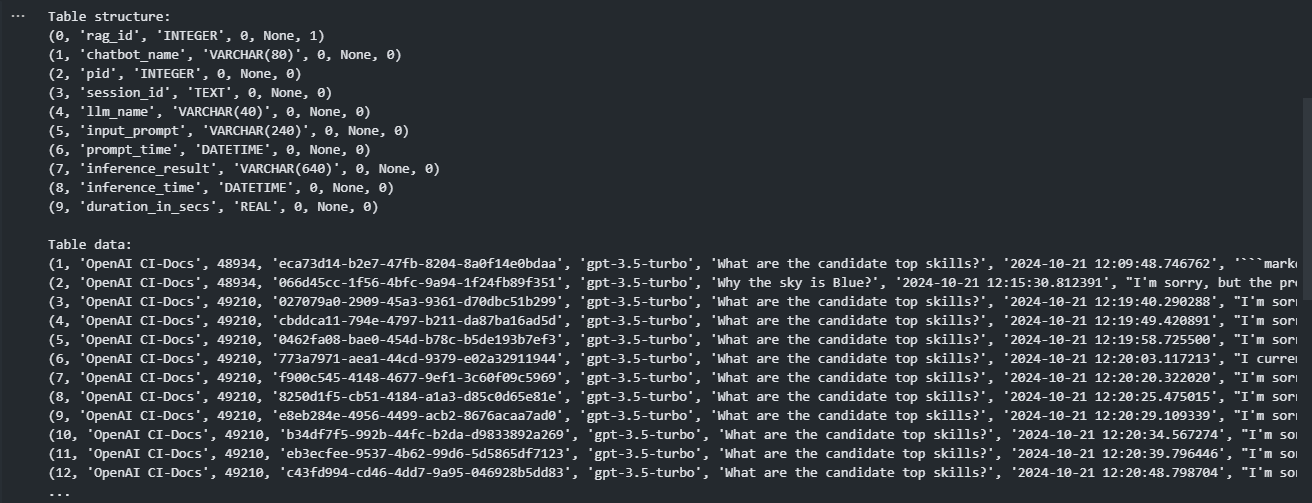 ...
Table structure:
(0, 'rag_id', 'INTEGER', 0, None, 1)
(1, 'chatbot_name', 'VARCHAR(80)', 0, None, 0)
(2, 'pid', 'INTEGER', 0, None, 0)
(3, 'session_id', 'TEXT', 0, None, 0)
(4, 'llm_name', 'VARCHAR(40)', 0, None, 0)
(5, 'input_prompt', 'VARCHAR(240)', 0, None, 0)
(6, 'prompt_time', 'DATETIME', 0, None, 0)
(7, 'inference_result', 'VARCHAR(640)', 0, None, 0)
(8, 'inference_time', 'DATETIME', 0, None, 0)
(9, 'duration_in_secs', 'REAL', 0, None, 0)
Table data:
(1, 'OpenAI CI-Docs', 48934, 'eca73d14-b2e7-47fb-8204-8a0f14e0bdaa', 'gpt-3.5-turbo', 'What are the candidate top skills?', '2024-10-21 12:09:48.746762', '```marke
(2, 'OpenAI CI-Docs', 48934, '066d45cc-1f56-4bfc-9a94-1f24fb89f351', 'gpt-3.5-turbo', 'Why the sky is Blue?', '2024-10-21 12:15:30.812391', "I'm sorry, but the pro
(3, 'OpenAI CI-Docs', 49210, '027079a0-2909-45a3-9361-d70dbc51b299', 'gpt-3.5-turbo', 'What are the candidate top skills?', '2024-10-21 12:19:40.290288', "I'm sorr
(4, 'OpenAI CI-Docs', 49210, 'cbddca11-794e-4797-b211-da87ba16ad5d', 'gpt-3.5-turbo', 'What are the candidate top skills?', '2024-10-21 12:19:49.420891', "I'm sorr
(5, 'OpenAI CI-Docs', 49210, '0462fa08-bae0-454d-b78c-b5de193b7ef3', 'gpt-3.5-turbo', 'What are the candidate top skills?', '2024-10-21 12:19:58.725500', "I'm sorr
(6, 'OpenAI CI-Docs', 49210, '773a7971-aea1-44cd-9379-e02a32911944', 'gpt-3.5-turbo', 'What are the candidate top skills?', '2024-10-21 12:20:03.117213', "I curren
(7, 'OpenAI CI-Docs', 49210, 'f900c545-4148-4677-9ef1-3c60f09c5969', 'gpt-3.5-turbo', 'What are the candidate top skills?', '2024-10-21 12:20:20.322020', "I'm sorr
(8, 'OpenAI CI-Docs', 49210, '8250d1f5-cb51-4184-a1a3-d85c0d65e81e', 'gpt-3.5-turbo', 'What are the candidate top skills?', '2024-10-21 12:20:25.475015', "I'm sorr
(9, 'OpenAI CI-Docs', 49210, 'e8eb284e-4956-4499-acb2-8676acaa7ad0', 'gpt-3.5-turbo', 'What are the candidate top skills?', '2024-10-21 12:20:29.109339', "I'm sorr
(10, 'OpenAI CI-Docs', 49210, 'b34df7f5-992b-44fc-b2da-d9833892a269', 'gpt-3.5-turbo', 'What are the candidate top skills?', '2024-10-21 12:20:34.567274', "I'm sor
(11, 'OpenAI CI-Docs', 49210, 'eb3ecfee-9537-4b62-99d6-5d5865df7123', 'gpt-3.5-turbo', 'What are the candidate top skills?', '2024-10-21 12:20:39.796446', "I'm sor
(12, 'OpenAI CI-Docs', 49210, 'c43fd994-cd46-4dd7-9a95-046928b5dd83', 'gpt-3.5-turbo', 'What are the candidate top skills?', '2024-10-21 12:20:48.798704', "I'm sor
...